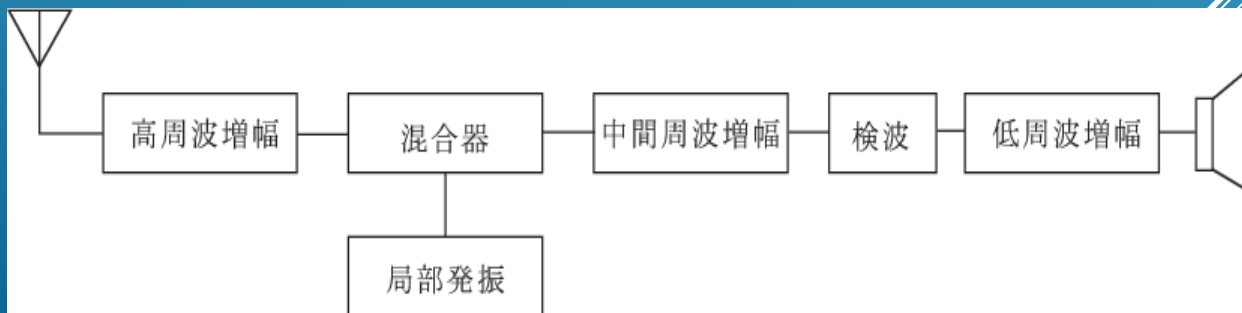 高周波増幅
混合器
中間周波増幅
検波
低周波増幅
局部発振